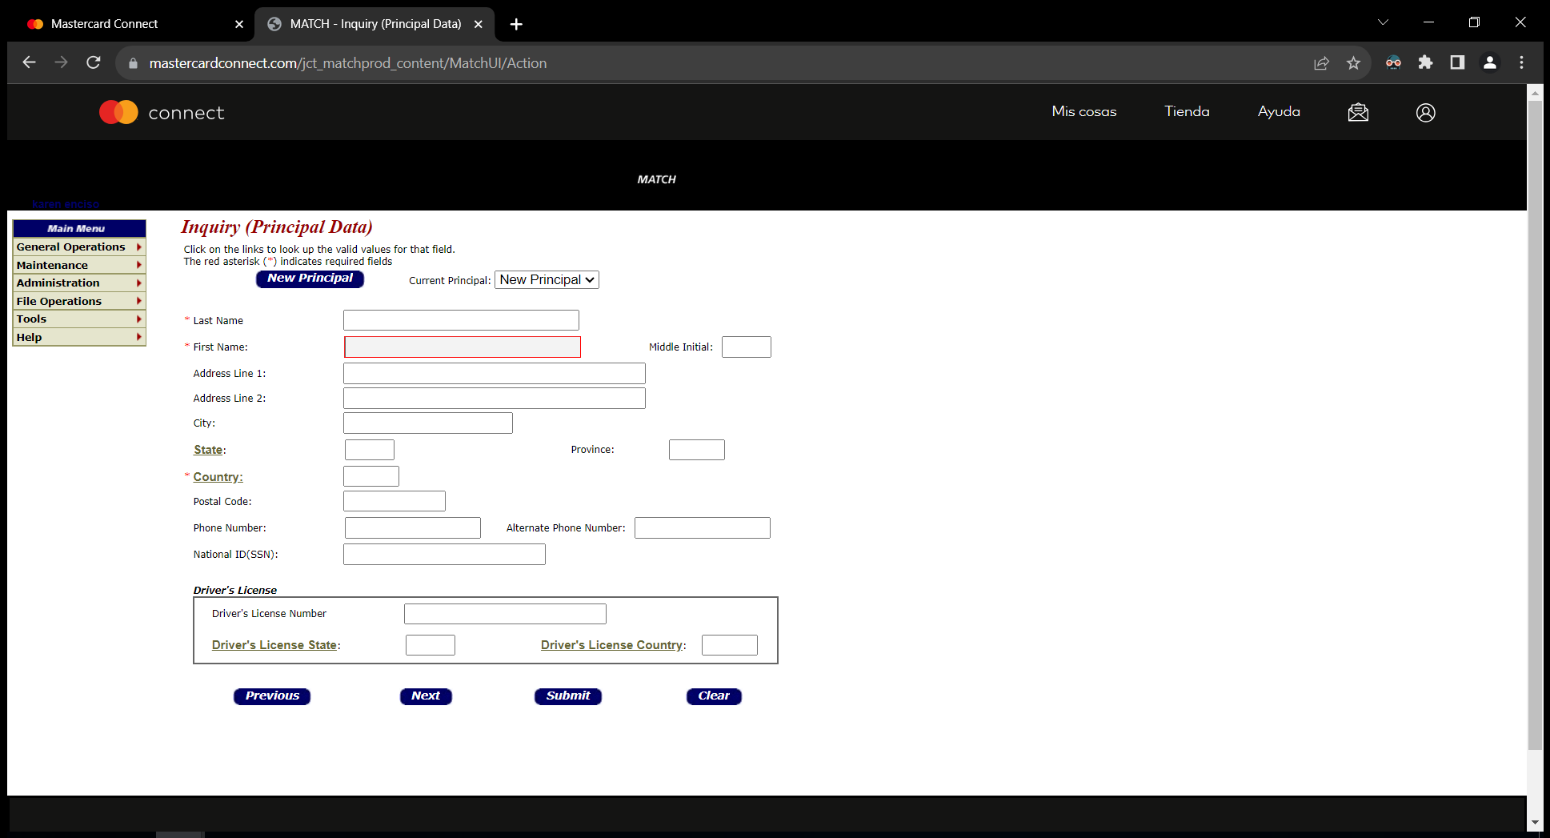 Mastercard Connect
MATCH - Inquiry (Principal Data)
mastercardconnect.com/jct_matchprod_content/MatchUI/Action
connect
Mis cosas
Tienda
Ayuda
MATCH
Main Menu
General Operations
Maintenance
Administration
File Operations
Tools
Help
Inquiry (Principal Data)
Click on the links to look up the valid values for that field.
The red asterisk (*) indicates required fields
New Principal
Current Principal: New Principal
* Last Name
* First Name:
Middle Initial:
Address Line 1:
Address Line 2:
City:
State:
Province:
* Country:
Postal Code:
Phone Number:
Alternate Phone Number:
National ID(SSN):
Driver's License
Driver's License Number
Driver's License State:
Driver's License Country:
Previous
Next
Submit
Clear